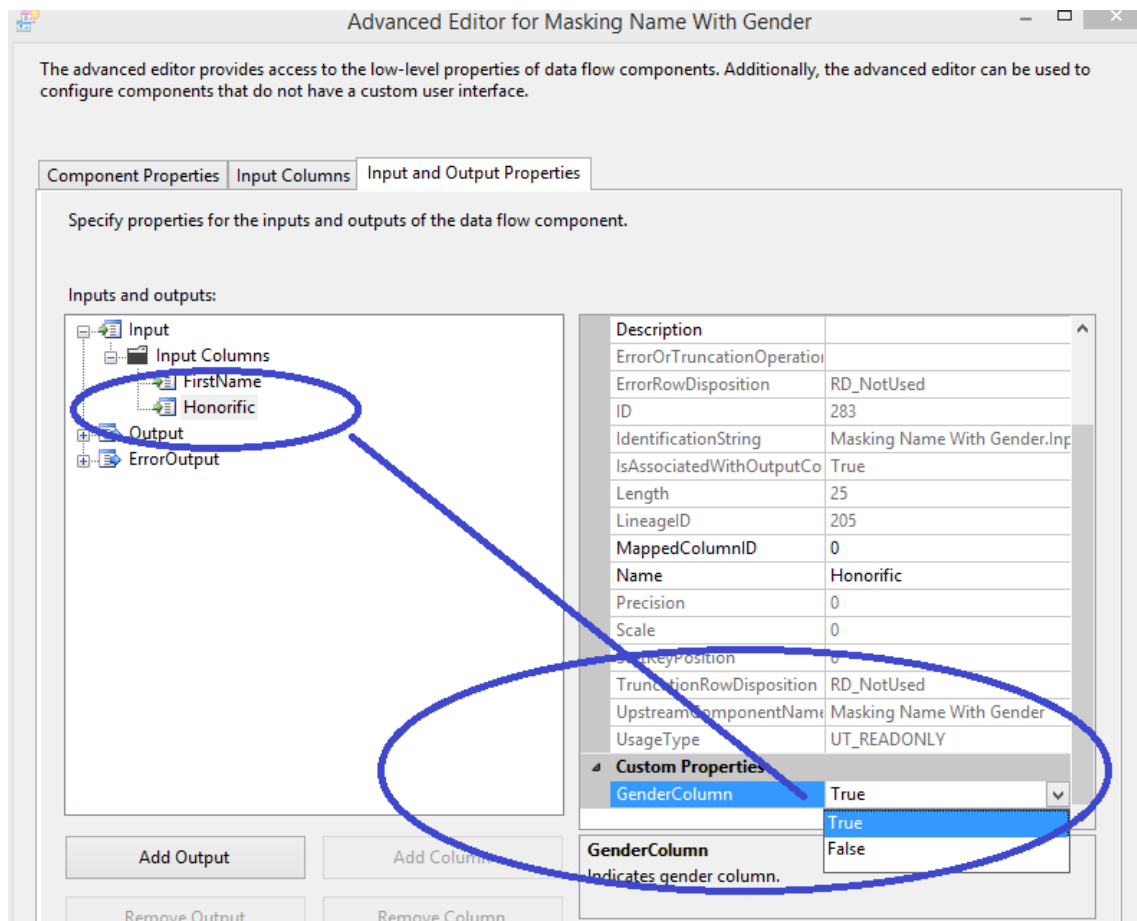 Advanced Editor for Masking Name With Gender
The advanced editor provides access to the low-level properties of data flow components. Additionally, the advanced editor can be used to
configure components that do not have a custom user interface.
Component Properties Input Columns Input and Output Properties
Specify properties for the inputs and outputs of the data flow component.
Inputs and outputs:
Input
Input Columns
FirstName
Honorific
Output
ErrorOutput
Description
ErrorOrTruncationOperation
ErrorRowDisposition RD_NotUsed
ID 283
IdentificationString Masking Name With Gender.Inp
IsAssociatedWithOutputCo True
Length 25
LineageID 205
MappedColumnID 0
Name Honorific
Precision 0
Scale 0
SortKeyPosition 0
TruncationRowDisposition RD_NotUsed
UpstreamComponentName Masking Name With Gender
UsageType UT_READONLY
Custom Properties
GenderColumn True
True
False
GenderColumn
Indicates gender column.
Add Output Add Column
Remove Output Remove Column